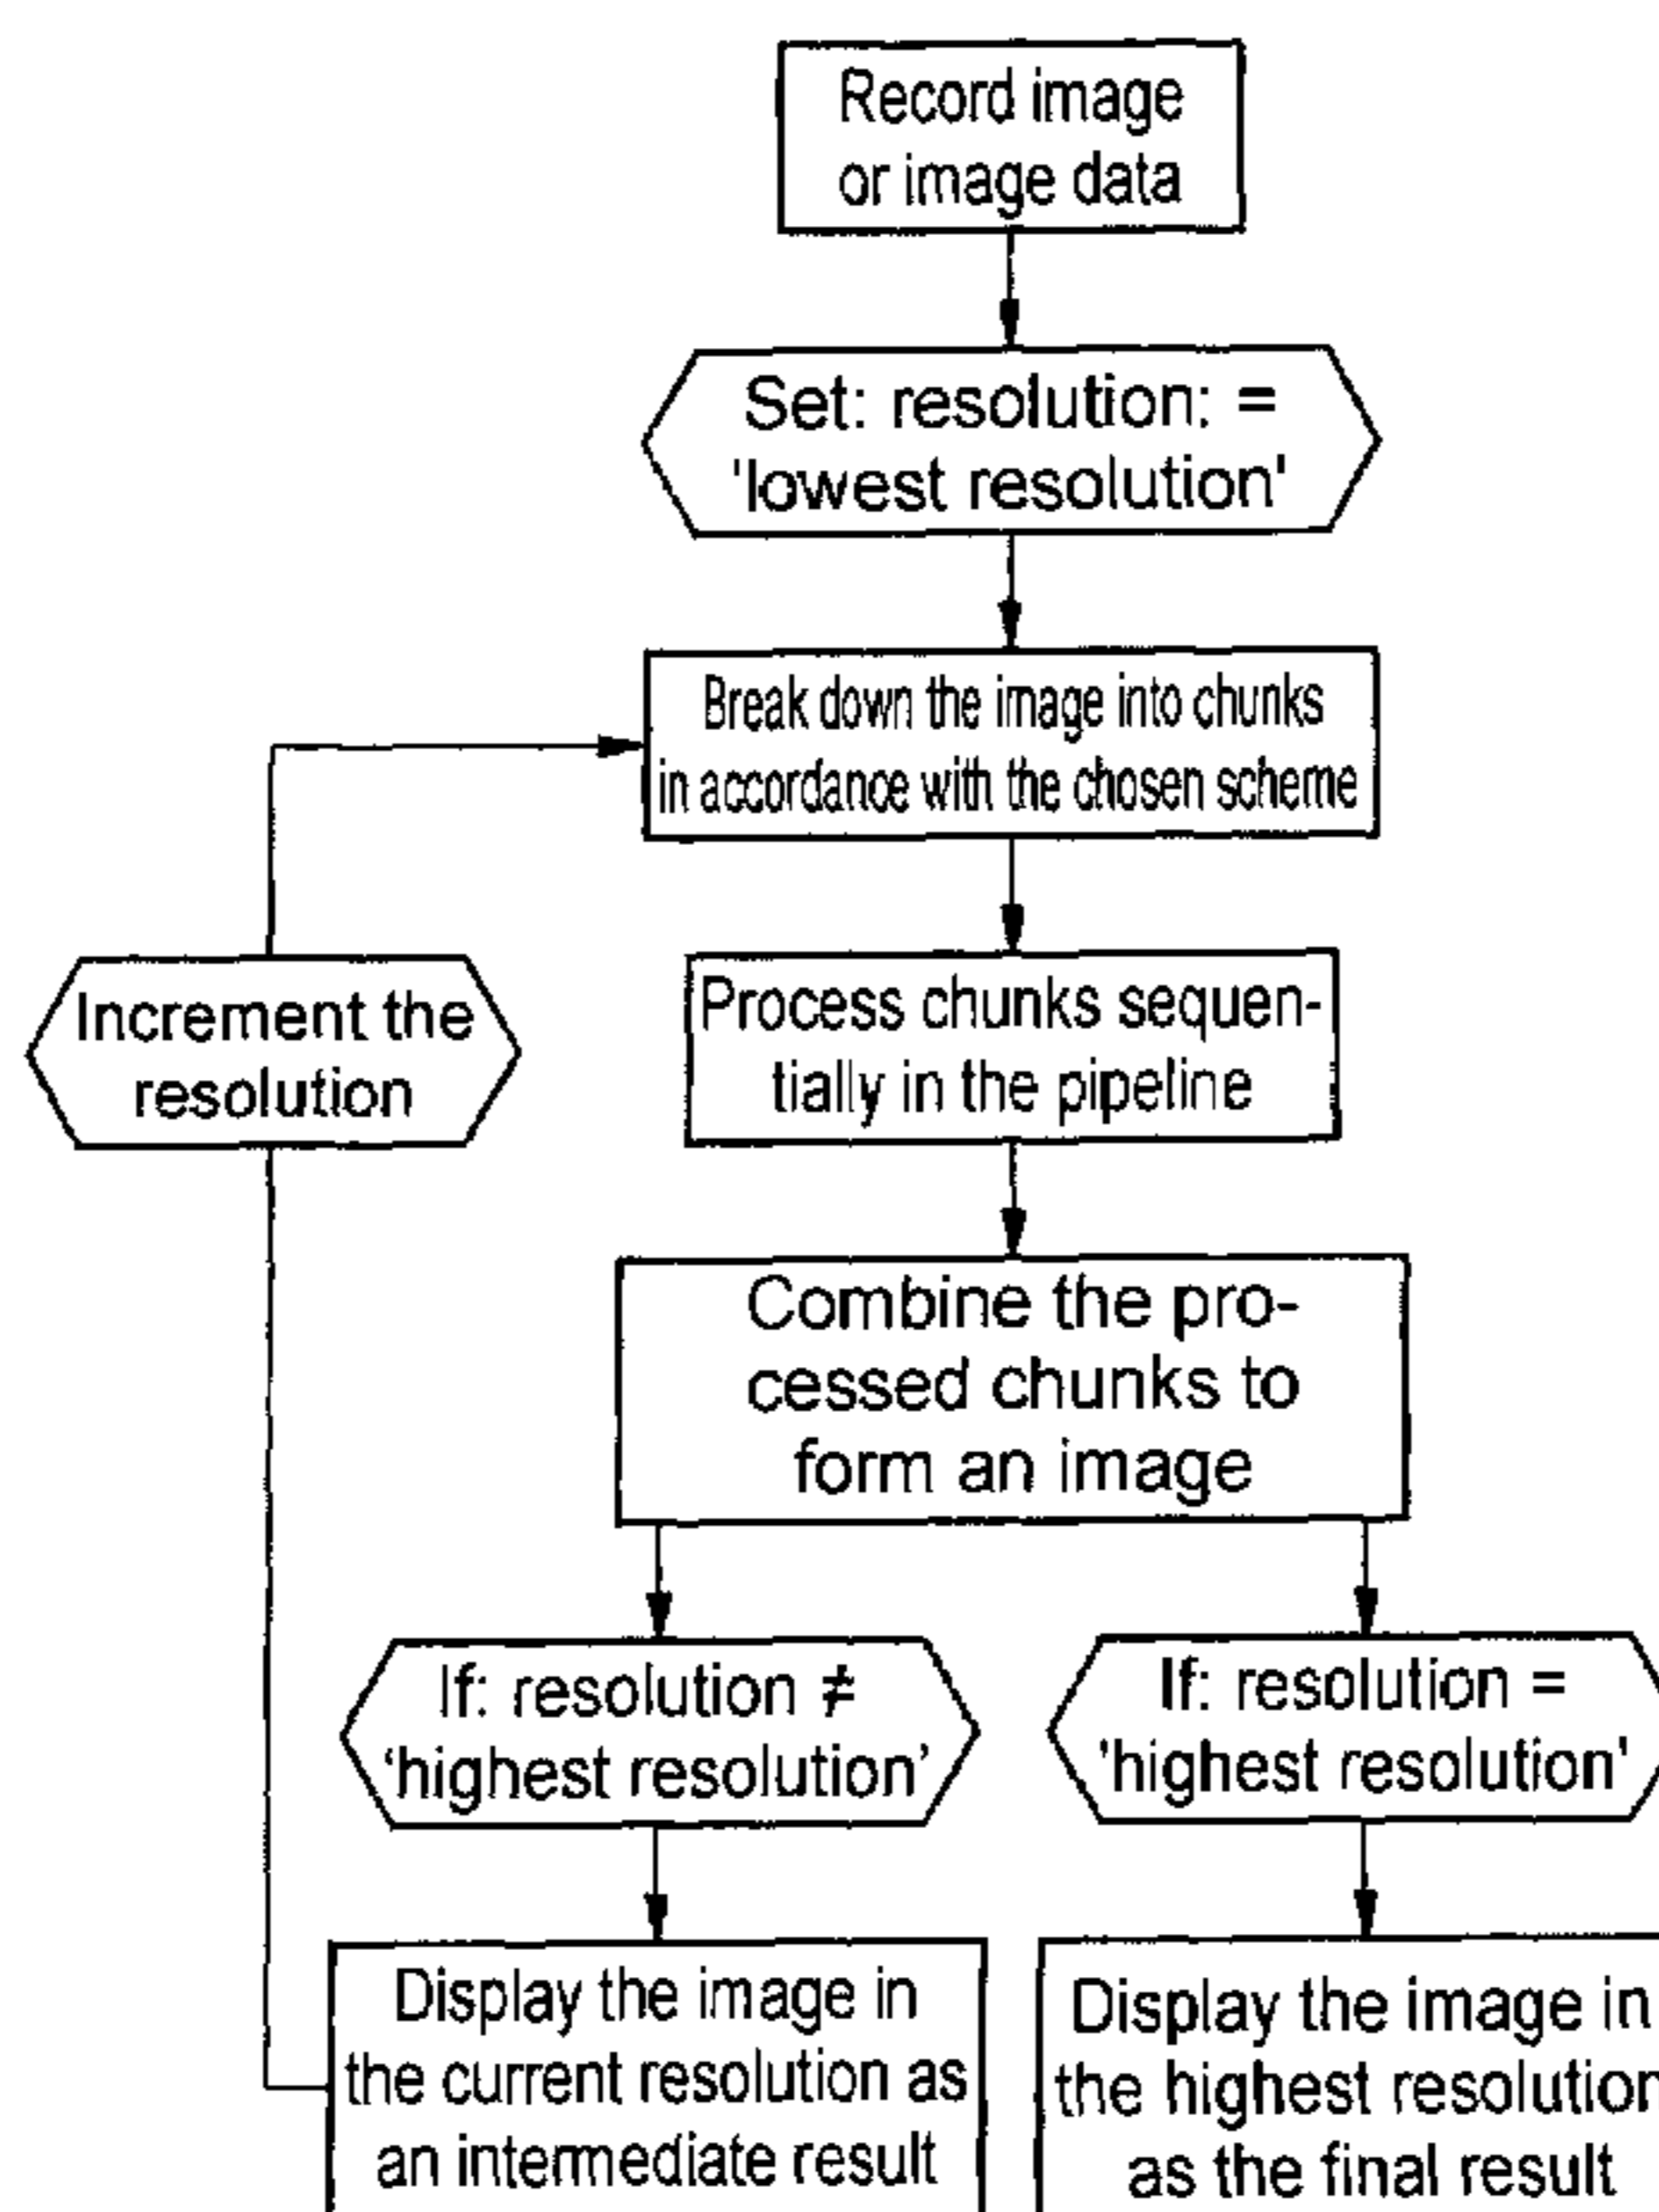 Record image
or image data
Set: resolution: =
'lowest resolution'
Break down the image into chunks
in accordance with the chosen scheme
Increment the
resolution
Process chunks sequen-
tially in the pipeline
Combine the pro-
cessed chunks to
form an image
If: resolution ≠
‘highest resolution’
If: resolution =
'highest resolution'
Display the image in
the current resolution as
an intermediate result
Display the image in
the highest resolution
as the final result